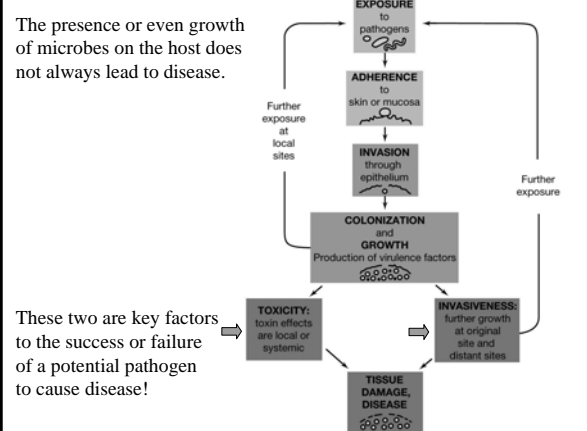 The presence or even growth
of microbes on the host does
not always lead to disease.
EXPOSURE
to
pathogens
ADHERENCE
to
skin or mucosa
Further
exposure
at
local
sites
INVASION
through
epithelium
Further
exposure
COLONIZATION
and
GROWTH
Production of virulence factors
These two are key factors
to the success or failure
of a potential pathogen
to cause disease!
TOXICITY:
toxin effects
are local or
systemic
INVASIVENESS:
further growth
at original
site and
distant sites
TISSUE
DAMAGE,
DISEASE